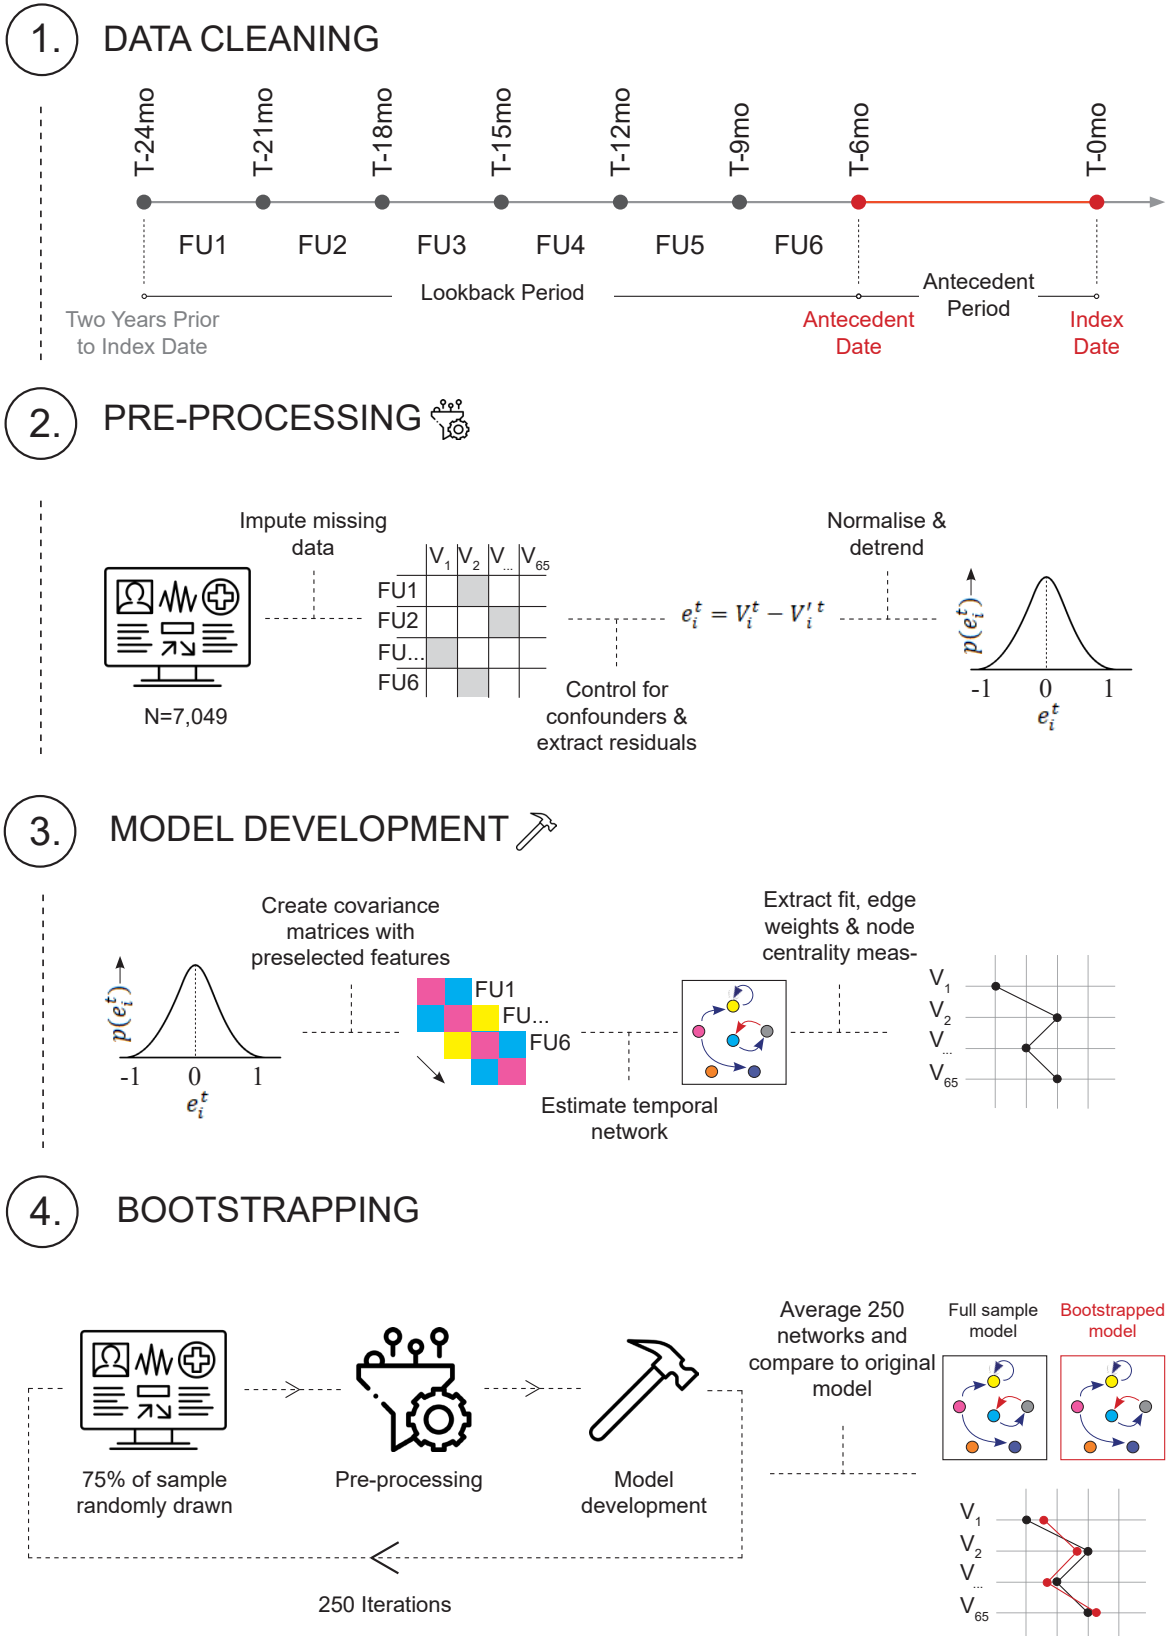 1. DATA CLEANING
T-24mo T-21mo T-18mo T-15mo T-12mo T-9mo T-6mo T-0mo
FU1 FU2 FU3 FU4 FU5 FU6
Lookback Period
Antecedent
Period
Two Years Prior
to Index Date
Antecedent
Date
Index
Date
2. PRE-PROCESSING
Impute missing
data
Normalise &
detrend
V1 V2 V... V65
FU1
FU2
FU...
FU6
N=7,049
e_i^t = V_i^t − V'_i^t
Control for
confounders &
extract residuals
p(e_i^t)
-1 0 1
e_i^t
3. MODEL DEVELOPMENT
Create covariance
matrices with
preselected features
Extract fit, edge
weights & node
centrality meas-
p(e_i^t)
-1 0 1
e_i^t
FU1
FU...
FU6
Estimate temporal
network
V1
V2
V...
V65
4. BOOTSTRAPPING
75% of sample
randomly drawn
Pre-processing
Model
development
250 Iterations
Average 250
networks and
compare to original
model
Full sample
model
Bootstrapped
model
V1
V2
V...
V65